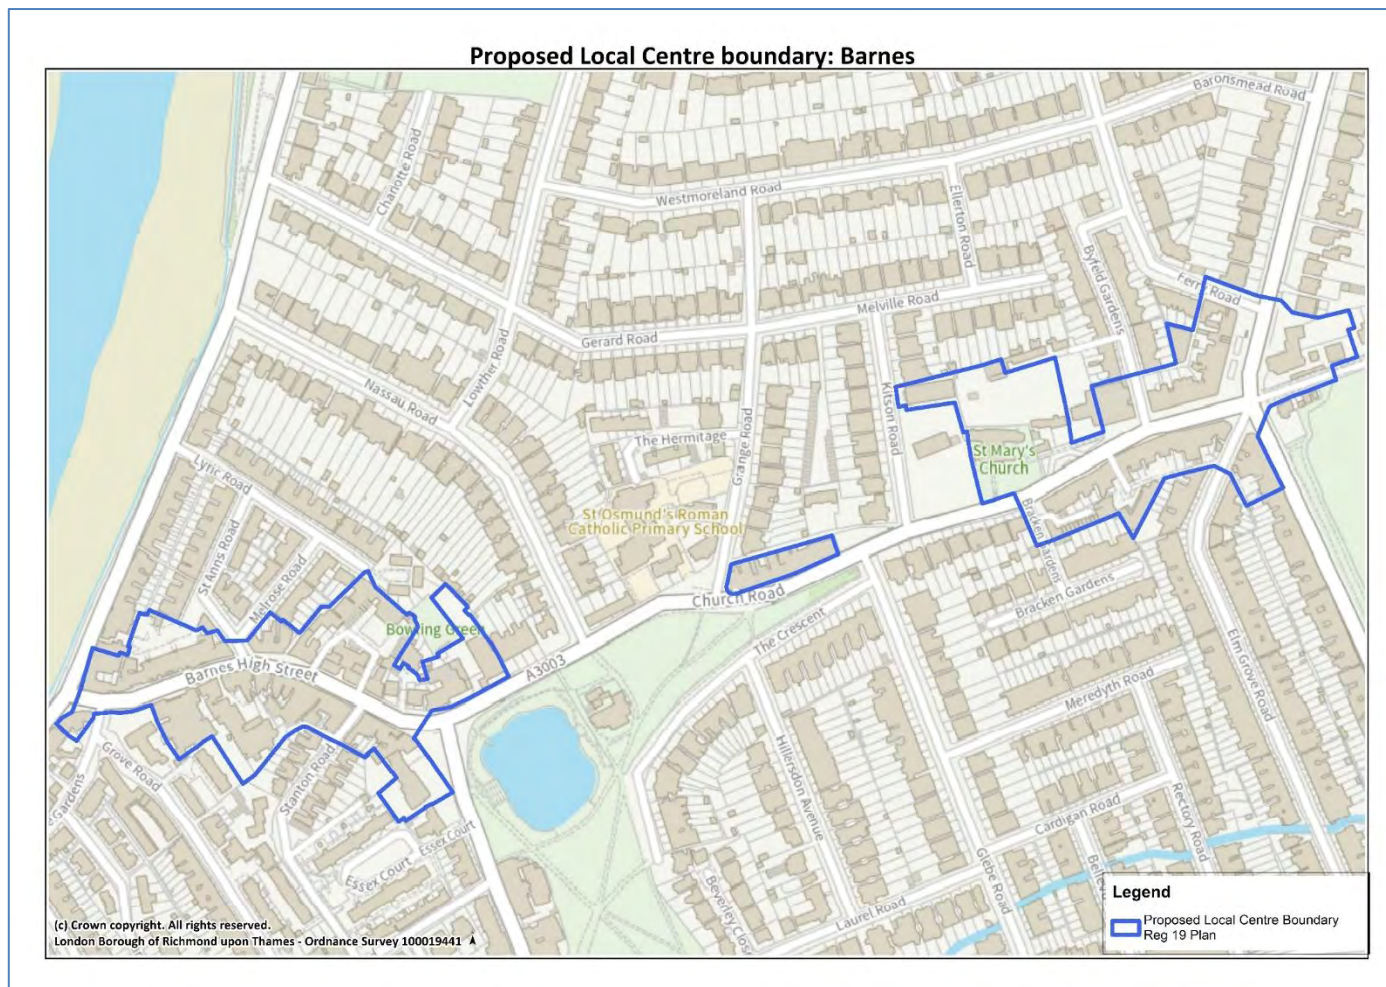 Proposed Local Centre boundary: Barnes
Baronsmead Road
Charlotte Road
Westmoreland Road
Ellerton Road
Byfeld Gardens
Ferry Road
Melville Road
Gerard Road
Lowther Road
Nassau Road
Kitson Road
The Hermitage
Grange Road
St Mary's
Church
Lyric Road
St Osmund's Roman
Catholic Primary School
Bracken Gardens
St Anns Road
Melrose Road
Church Road
Bracken Gardens
The Crescent
Bowling Green
Elm Grove Road
Barnes High Street
A3003
Meredyth Road
Grove Road
Stanton Road
Hillersdon Avenue
Gardens
Rectory Road
Cardigan Road
Essex Court
Essex Court
Glebe Road
Beverley Close
Laurel Road
Legend
Proposed Local Centre Boundary
Reg 19 Plan
(c) Crown copyright. All rights reserved.
London Borough of Richmond upon Thames - Ordnance Survey 100019441